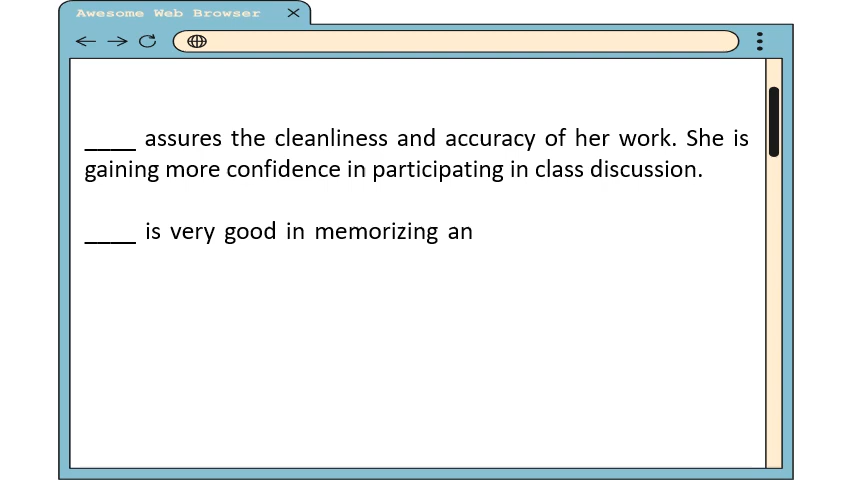 Awesome Web Browser
____ assures the cleanliness and accuracy of her work. She is
gaining more confidence in participating in class discussion.
____ is very good in memorizing an